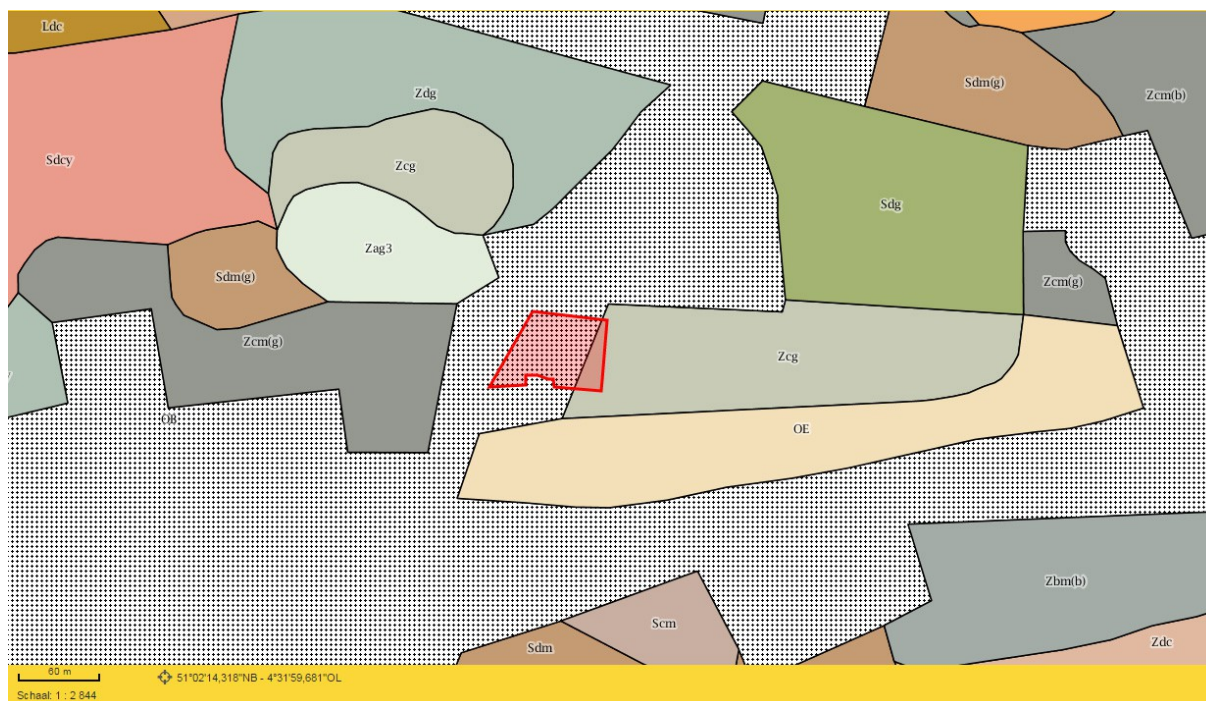 Ldc
Zdg
Sdm(g)
Zcm(b)
Sdcy
Zcg
Sdg
Zag3
Sdm(g)
Zcm(g)
Zcm(g)
Zcg
OB
OE
Zbm(b)
Scm
Sdm
Zdc
60 m
51°02'14,318"NB - 4°31'59,681"OL
Schaal: 1 : 2 844